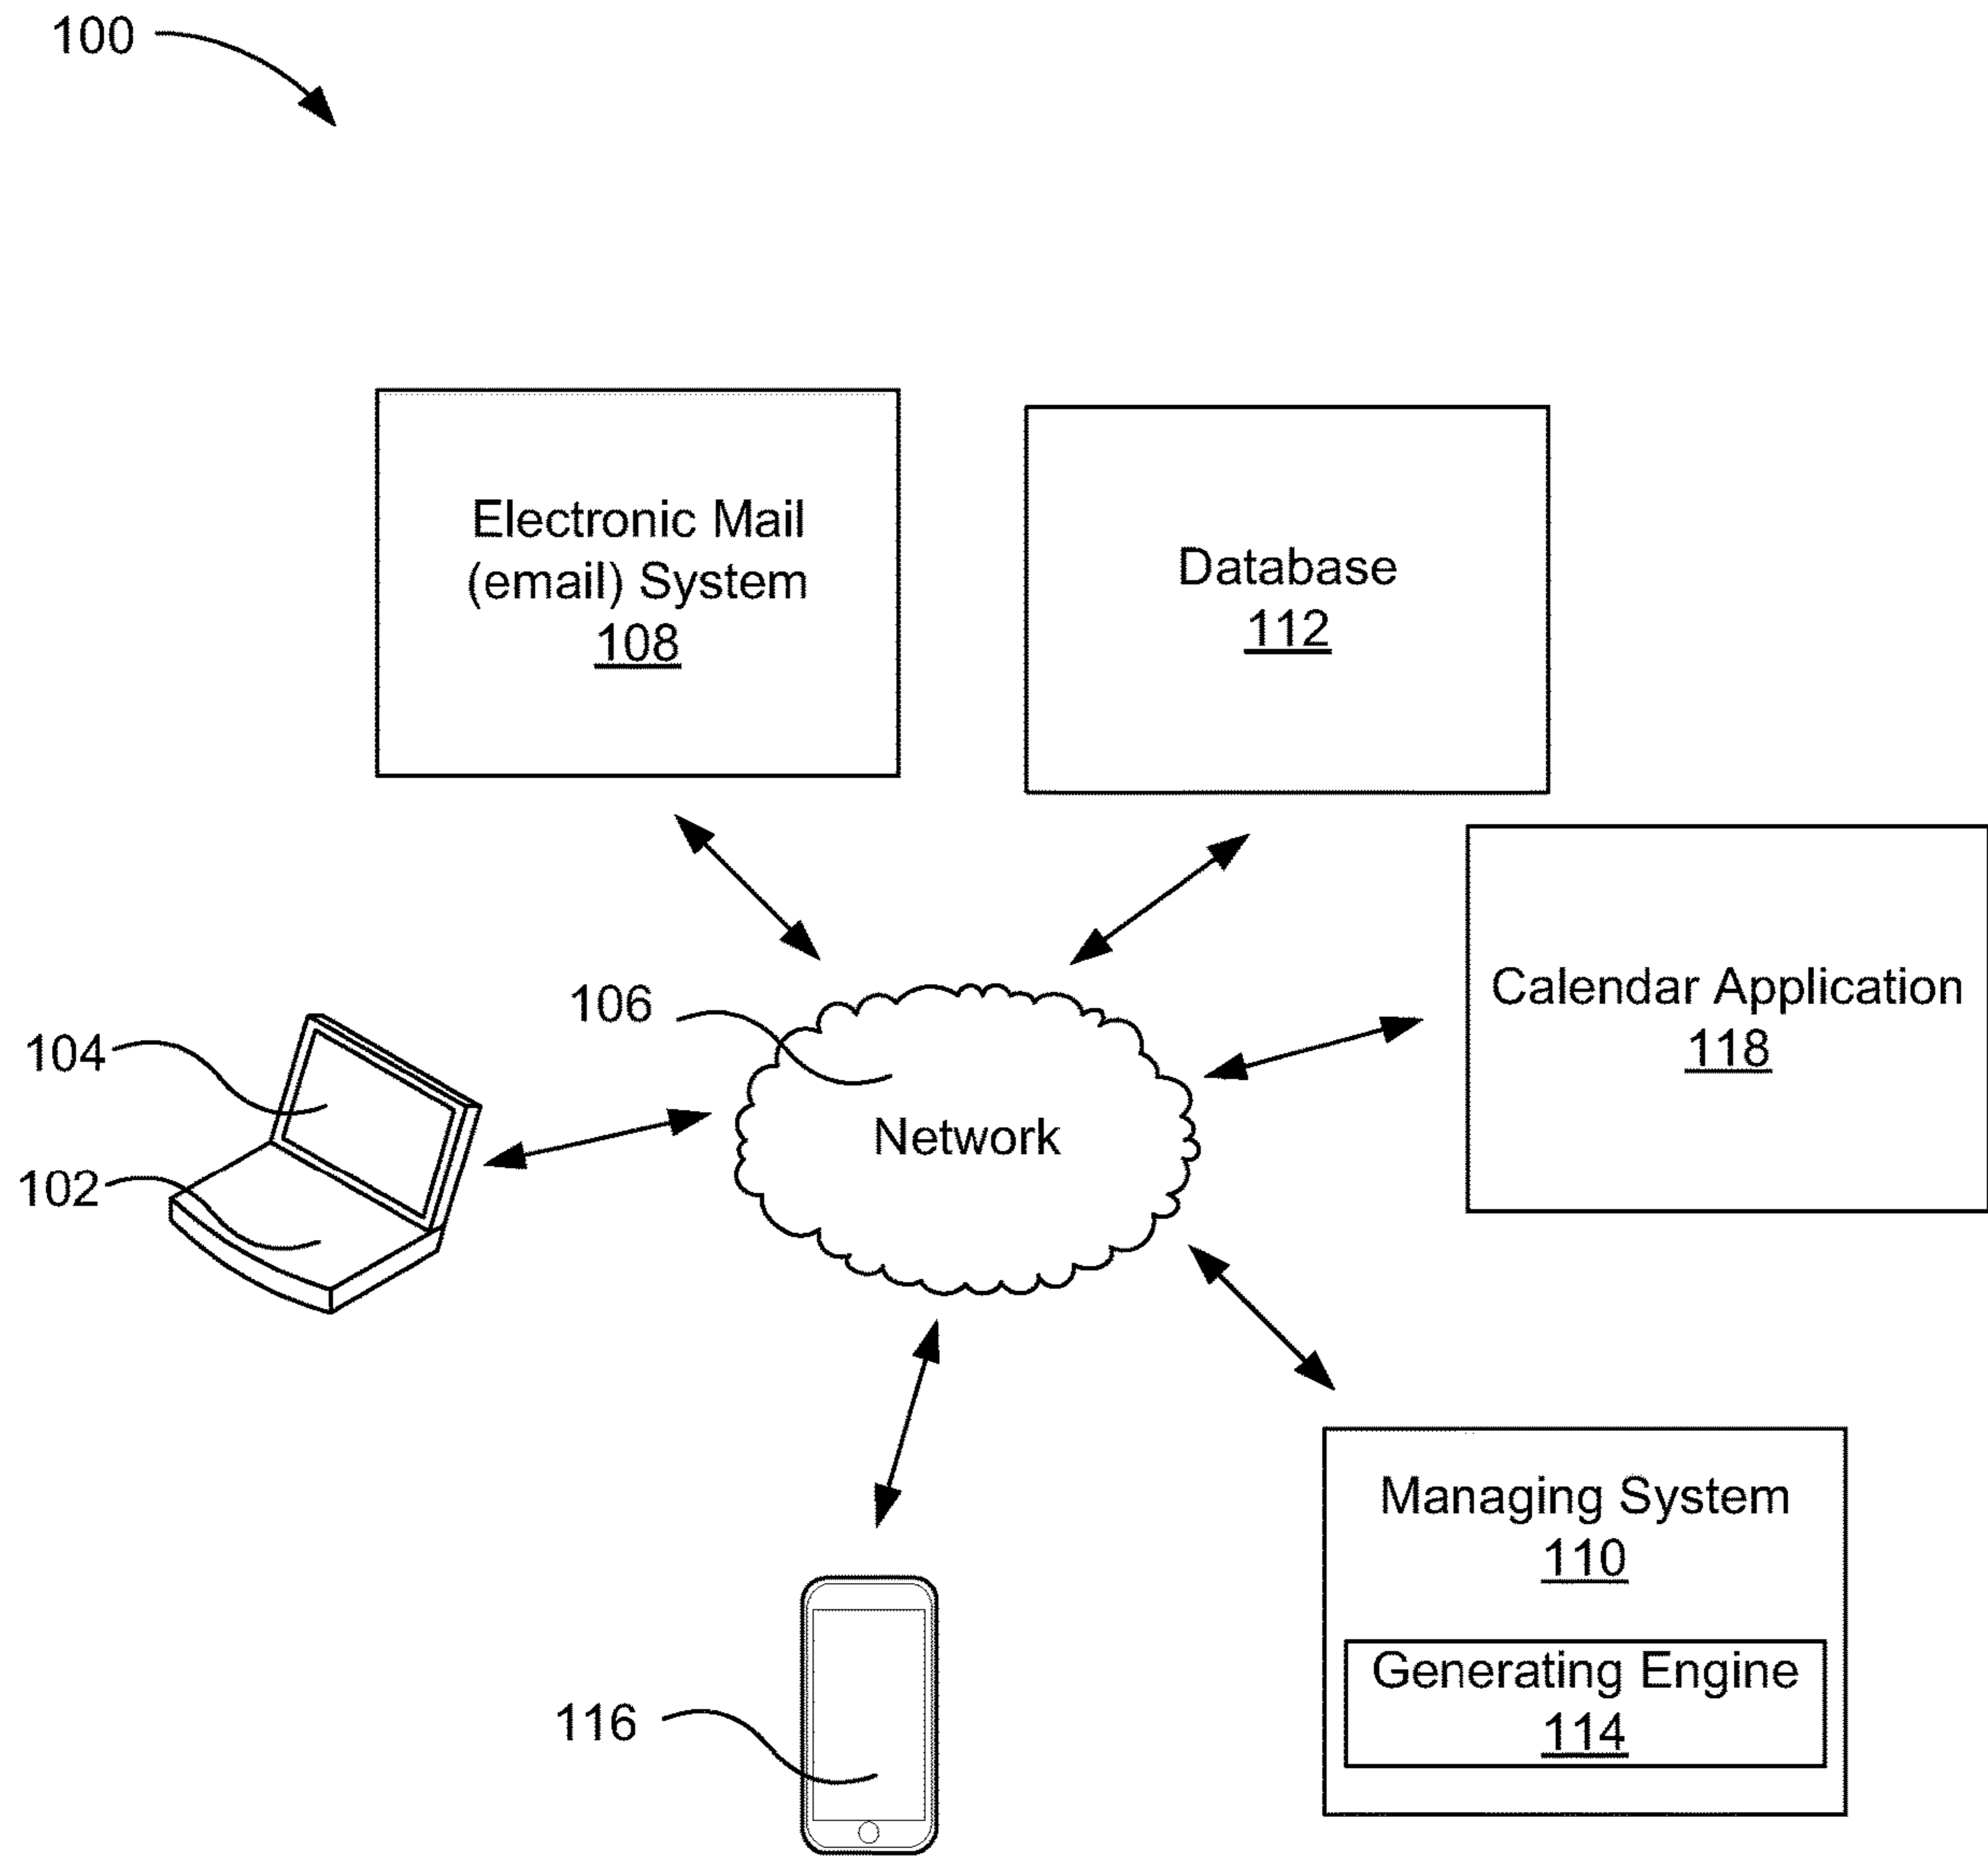 100
Electronic Mail
(email) System
108
Database
112
Calendar Application
118
106
104
Network
102
Managing System
110
Generating Engine
114
116